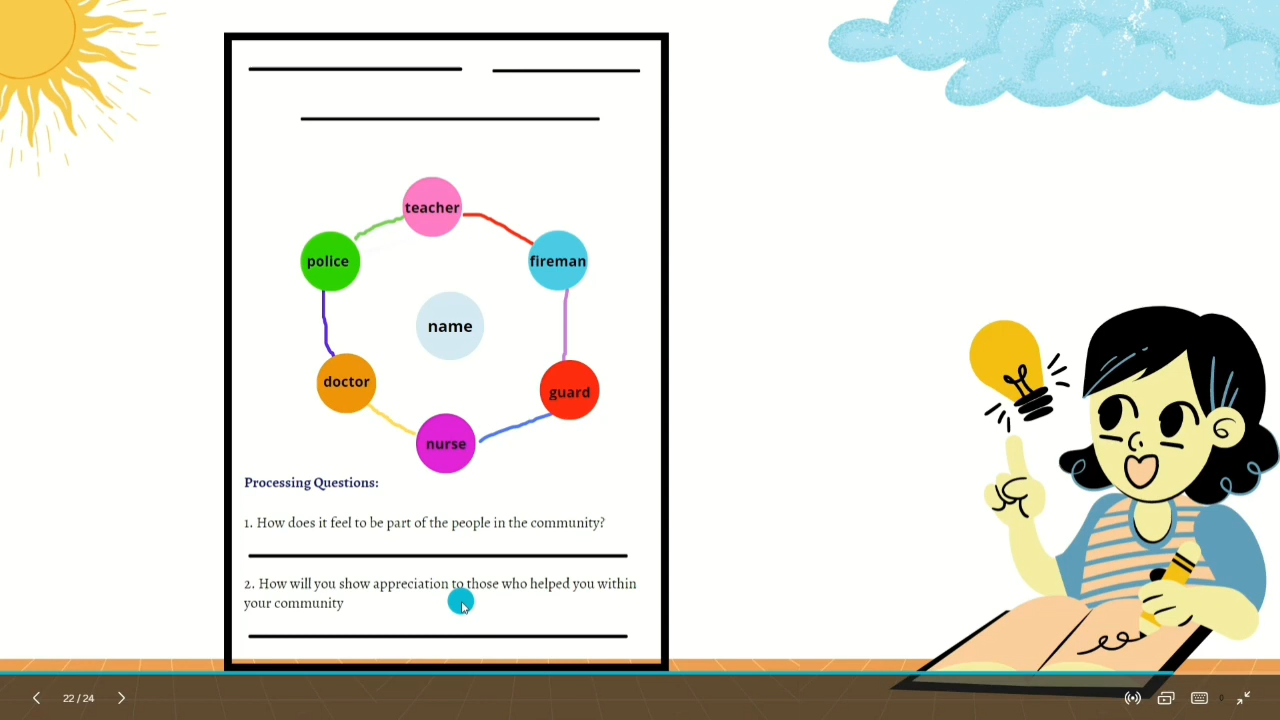 teacher
police
fireman
name
doctor
guard
nurse
Processing Questions:
1. How does it feel to be part of the people in the community?
2. How will you show appreciation to those who helped you within
your community
22 / 24
0